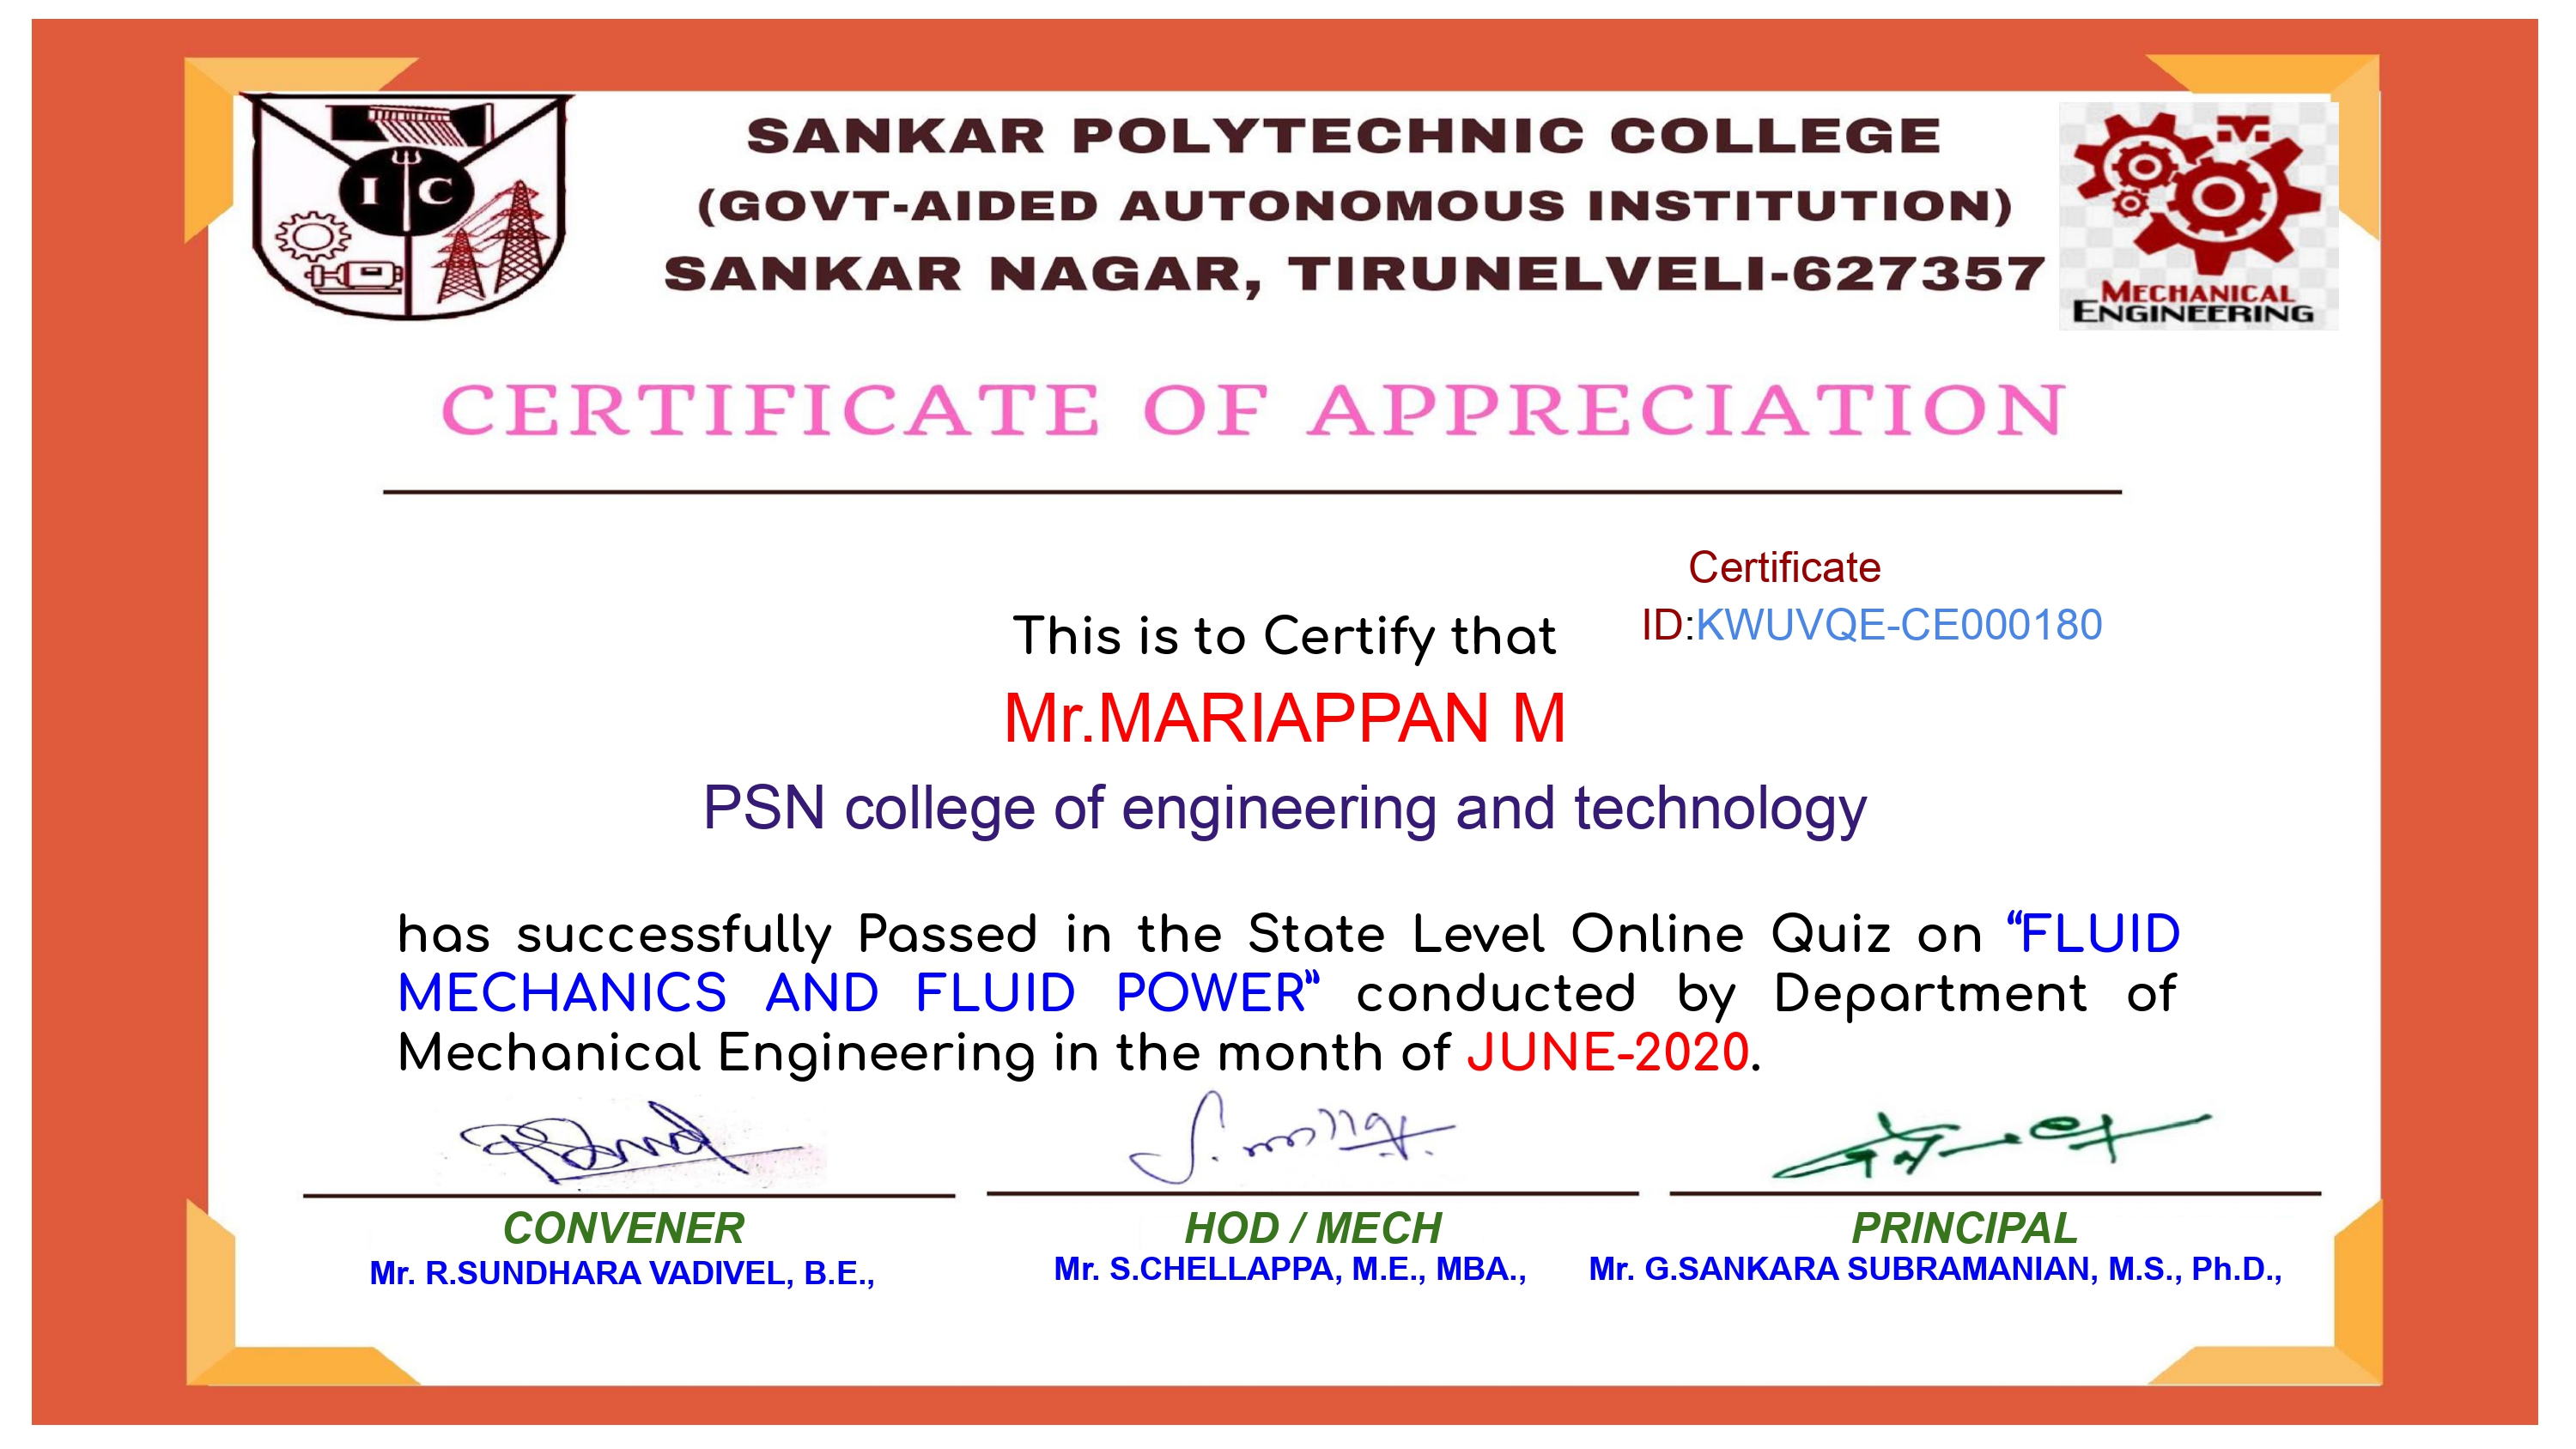 I C
SANKAR POLYTECHNIC COLLEGE
(GOVT-AIDED AUTONOMOUS INSTITUTION)
SANKAR NAGAR, TIRUNELVELI-627357
MECHANICAL
ENGINEERING
CERTIFICATE OF APPRECIATION
Certificate
ID:KWUVQE-CE000180
This is to Certify that
Mr.MARIAPPAN M
PSN college of engineering and technology
has successfully Passed in the State Level Online Quiz on “FLUID
MECHANICS AND FLUID POWER” conducted by Department of
Mechanical Engineering in the month of JUNE-2020.
CONVENER
Mr. R.SUNDHARA VADIVEL, B.E.,
HOD / MECH
Mr. S.CHELLAPPA, M.E., MBA.,
PRINCIPAL
Mr. G.SANKARA SUBRAMANIAN, M.S., Ph.D.,